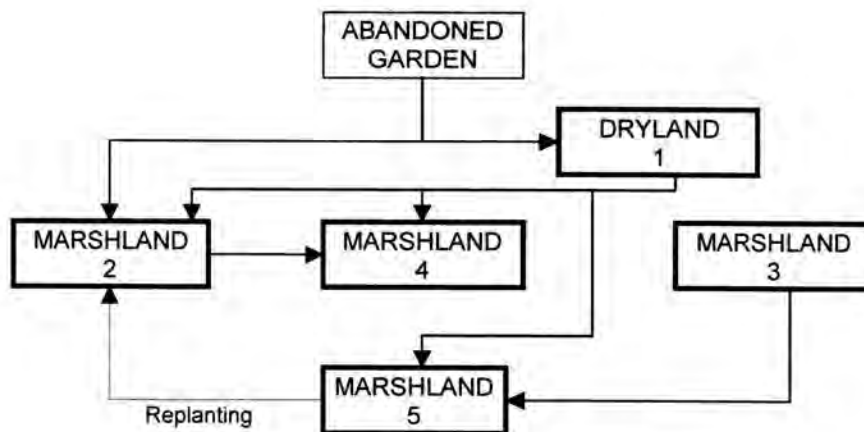 ABANDONED
GARDEN
DRYLAND
1
MARSHLAND
2
MARSHLAND
4
MARSHLAND
3
MARSHLAND
5
Replanting